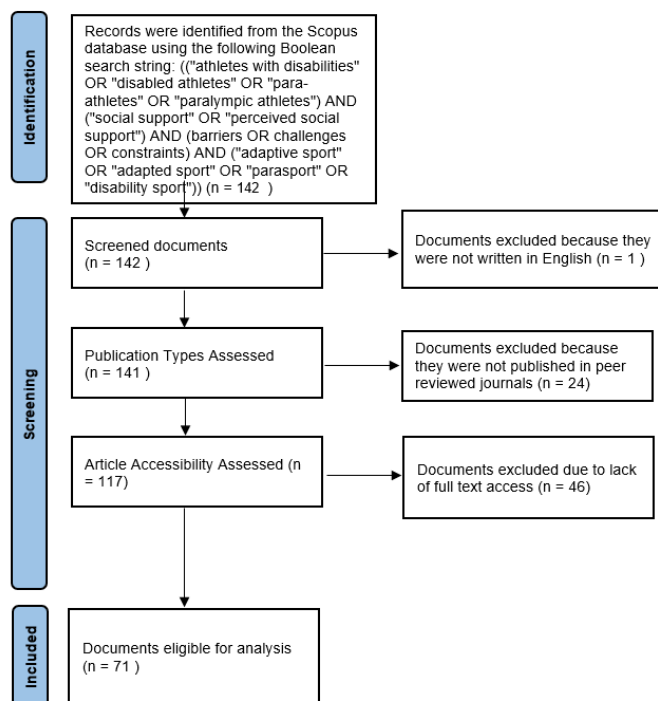 Identification
Records were identified from the Scopus
database using the following Boolean
search string: (("athletes with disabilities"
OR "disabled athletes" OR "para-
athletes" OR "paralympic athletes") AND
("social support" OR "perceived social
support") AND (barriers OR challenges
OR constraints) AND ("adaptive sport"
OR "adapted sport" OR "parasport" OR
"disability sport")) (n = 142 )
Screening
Screened documents
(n = 142 )
Documents excluded because they
were not written in English (n = 1 )
Publication Types Assessed
(n = 141 )
Documents excluded because
they were not published in peer
reviewed journals (n = 24)
Article Accessibility Assessed (n
= 117)
Documents excluded due to lack
of full text access (n = 46)
Included
Documents eligible for analysis
(n = 71 )